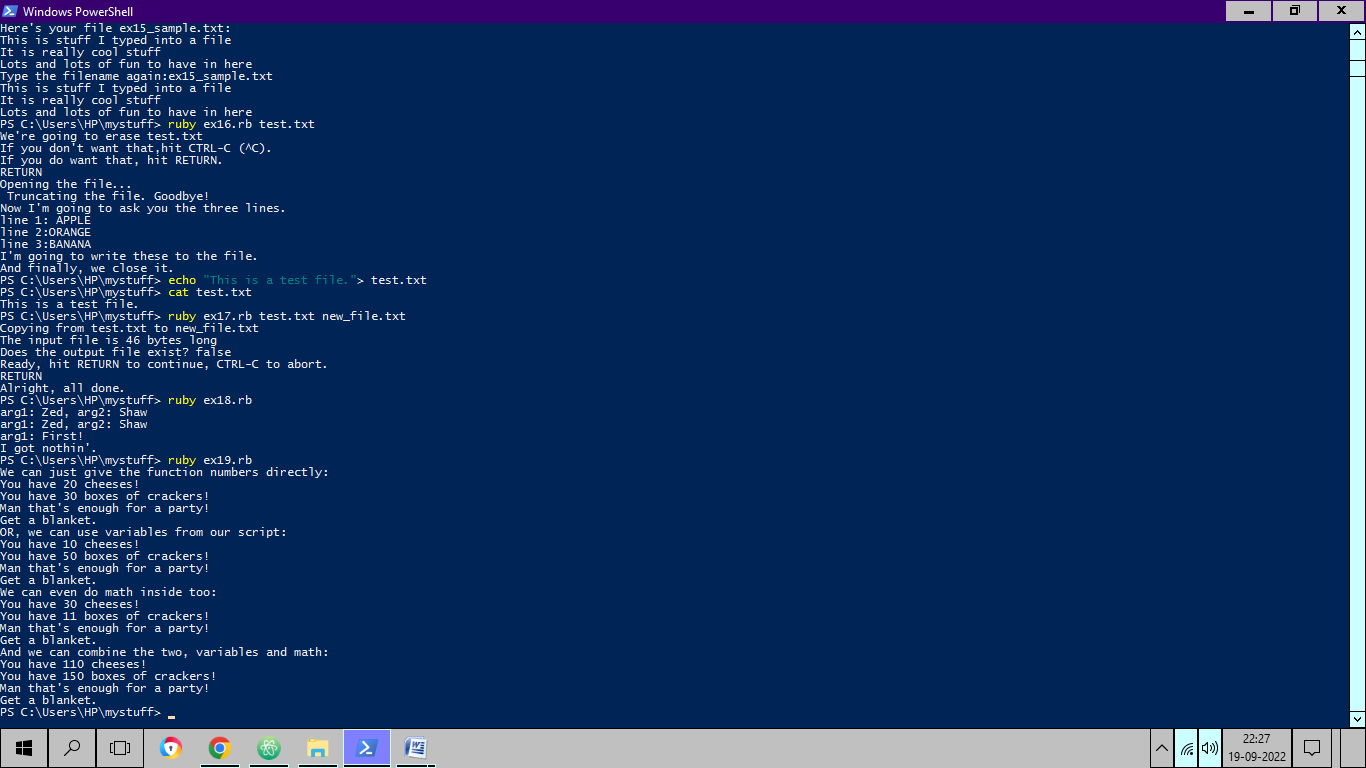 Windows PowerShell
Here's your file ex15_sample.txt:
This is stuff I typed into a file
It is really cool stuff
Lots and lots of fun to have in here
Type the filename again:ex15_sample.txt
This is stuff I typed into a file
It is really cool stuff
Lots and lots of fun to have in here
PS C:\Users\HP\mystuff> ruby ex16.rb test.txt
We're going to erase test.txt
If you don't want that,hit CTRL-C (^C).
If you do want that, hit RETURN.
RETURN
Opening the file...
 Truncating the file. Goodbye!
Now I'm going to ask you the three lines.
line 1: APPLE
line 2:ORANGE
line 3:BANANA
I'm going to write these to the file.
And finally, we close it.
PS C:\Users\HP\mystuff> echo "This is a test file."> test.txt
PS C:\Users\HP\mystuff> cat test.txt
This is a test file.
PS C:\Users\HP\mystuff> ruby ex17.rb test.txt new_file.txt
Copying from test.txt to new_file.txt
The input file is 46 bytes long
Does the output file exist? false
Ready, hit RETURN to continue, CTRL-C to abort.
RETURN
Alright, all done.
PS C:\Users\HP\mystuff> ruby ex18.rb
arg1: Zed, arg2: Shaw
arg1: Zed, arg2: Shaw
arg1: First!
I got nothin'.
PS C:\Users\HP\mystuff> ruby ex19.rb
We can just give the function numbers directly:
You have 20 cheeses!
You have 30 boxes of crackers!
Man that's enough for a party!
Get a blanket.
OR, we can use variables from our script:
You have 10 cheeses!
You have 50 boxes of crackers!
Man that's enough for a party!
Get a blanket.
We can even do math inside too:
You have 30 cheeses!
You have 11 boxes of crackers!
Man that's enough for a party!
Get a blanket.
And we can combine the two, variables and math:
You have 110 cheeses!
You have 150 boxes of crackers!
Man that's enough for a party!
Get a blanket.
PS C:\Users\HP\mystuff>
22:27
19-09-2022